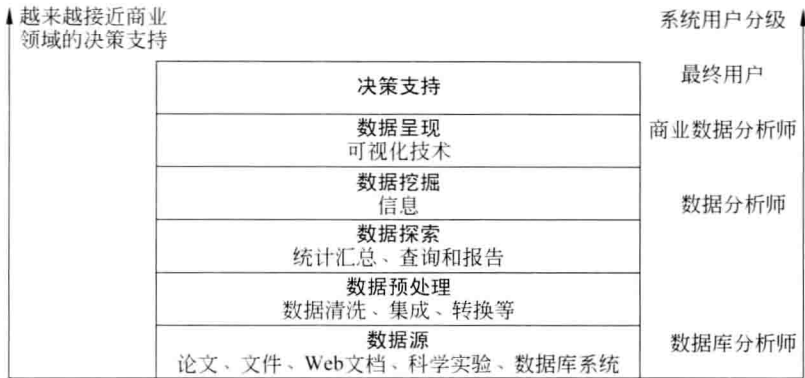 越来越接近商业
领域的决策支持
系统用户分级
决策支持
最终用户
数据呈现
可视化技术
商业数据分析师
数据挖掘
信息
数据分析师
数据探索
统计汇总、查询和报告
数据预处理
数据清洗、集成、转换等
数据源
论文、文件、Web文档、科学实验、数据库系统
数据库分析师